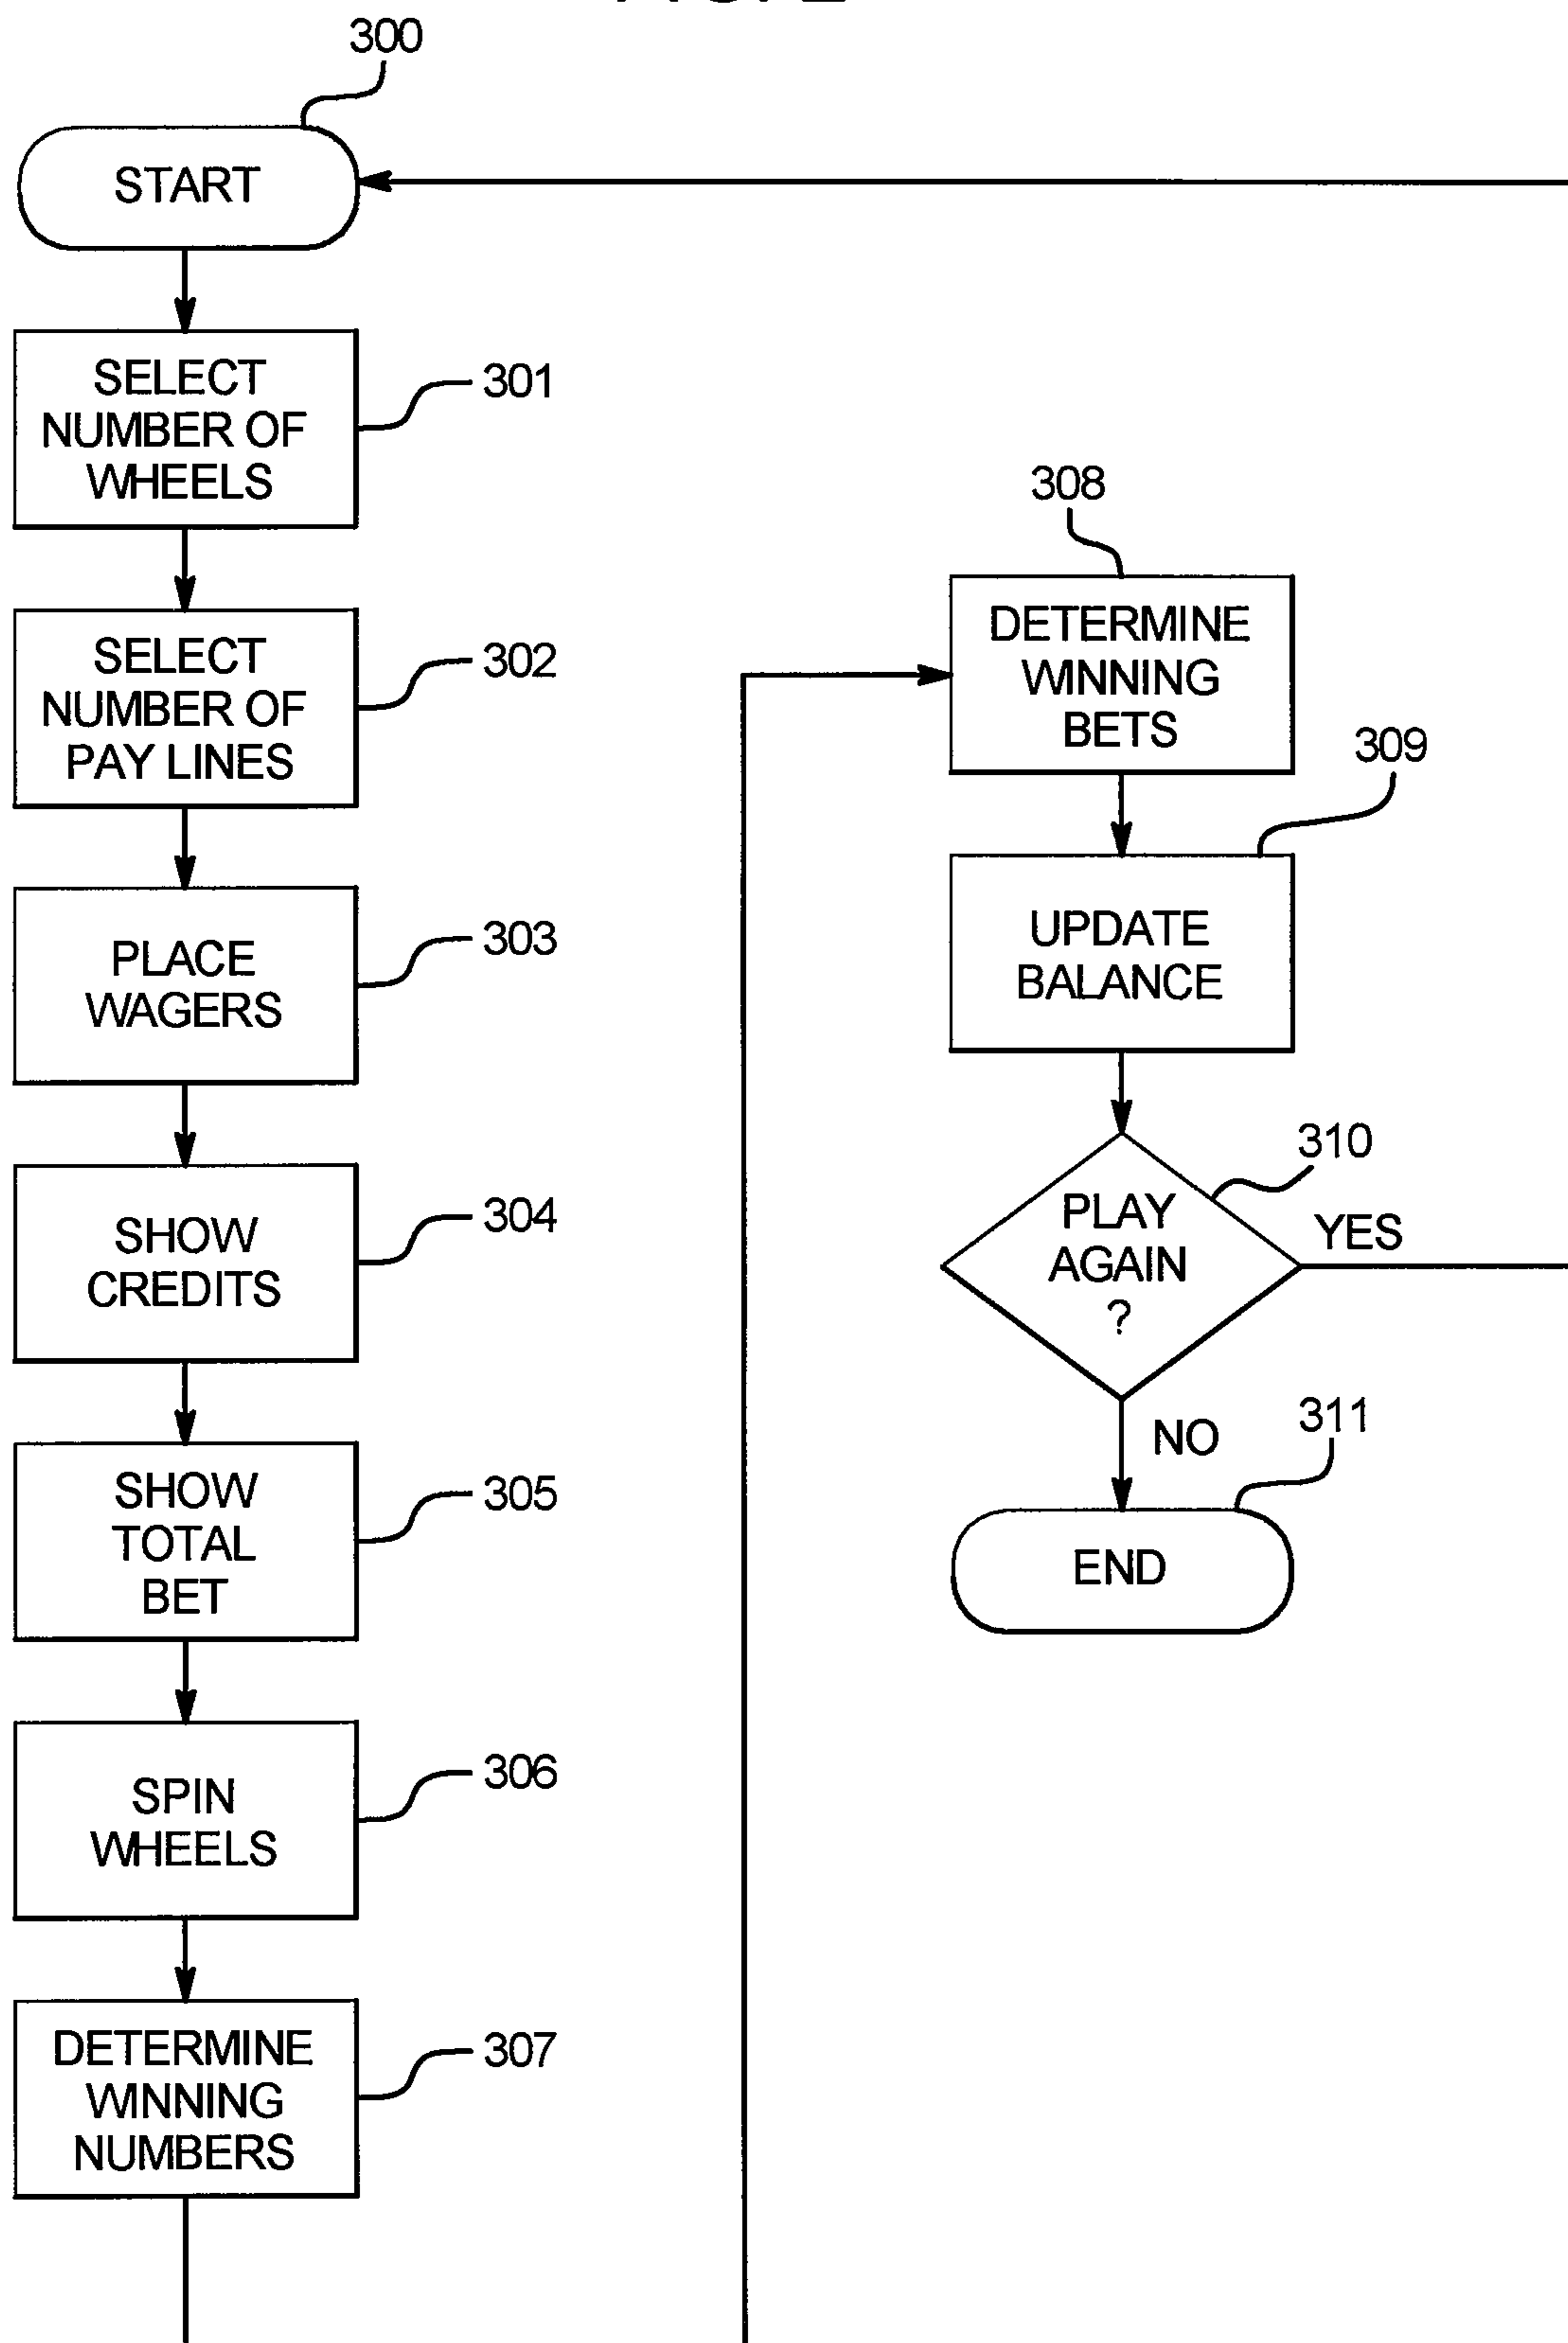 300
START
SELECT
NUMBER OF
WHEELS
301
SELECT
NUMBER OF
PAY LINES
302
PLACE
WAGERS
303
SHOW
CREDITS
304
SHOW
TOTAL
BET
305
SPIN
WHEELS
306
DETERMINE
WINNING
NUMBERS
307
308
DETERMINE
WINNING
BETS
309
UPDATE
BALANCE
310
PLAY
AGAIN
?
YES
NO
311
END